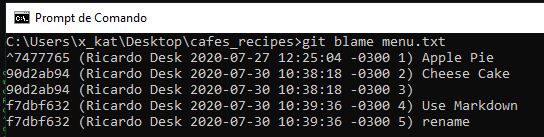 Prompt de Comando
C:\Users\x_kat\Desktop\cafes_recipes>git blame menu.txt
^7477765 (Ricardo Desk 2020-07-27 12:25:04 -0300 1) Apple Pie
90d2ab94 (Ricardo Desk 2020-07-30 10:38:18 -0300 2) Cheese Cake
90d2ab94 (Ricardo Desk 2020-07-30 10:38:18 -0300 3)
f7dbf632 (Ricardo Desk 2020-07-30 10:39:36 -0300 4) Use Markdown
f7dbf632 (Ricardo Desk 2020-07-30 10:39:36 -0300 5) rename